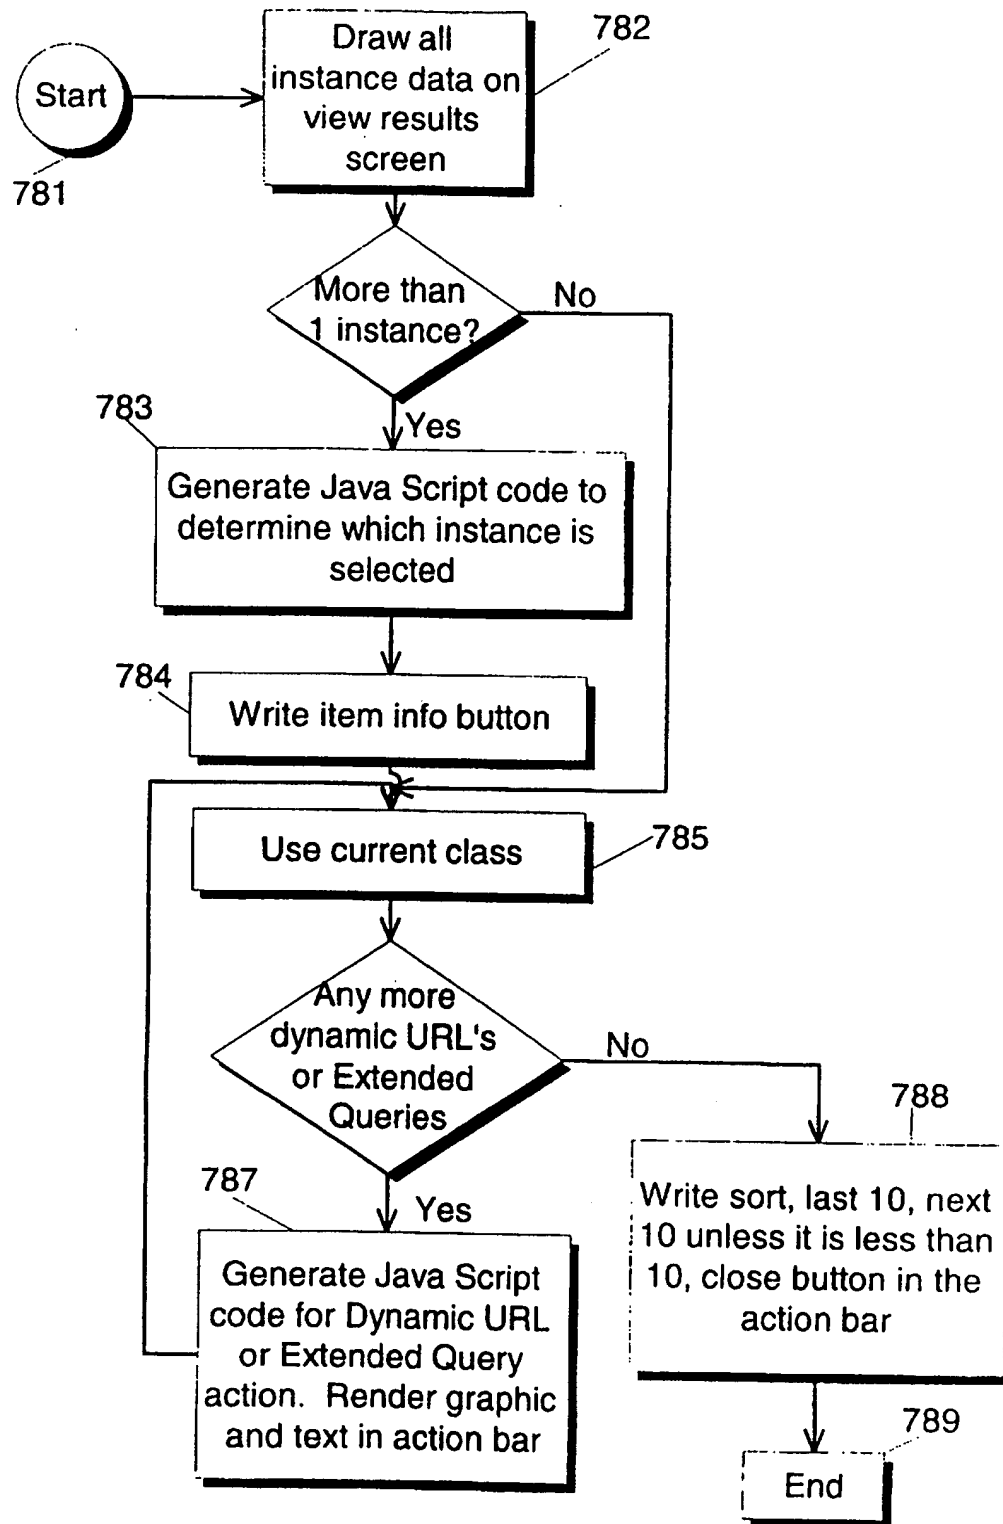 Start
781
Draw all
instance data on
view results
screen
782
More than
1 instance?
No
Yes
783
Generate Java Script code to
determine which instance is
selected
784
Write item info button
Use current class
785
Any more
dynamic URL's
or Extended
Queries
No
Yes
787
Generate Java Script
code for Dynamic URL
or Extended Query
action. Render graphic
and text in action bar
788
Write sort, last 10, next
10 unless it is less than
10, close button in the
action bar
789
End